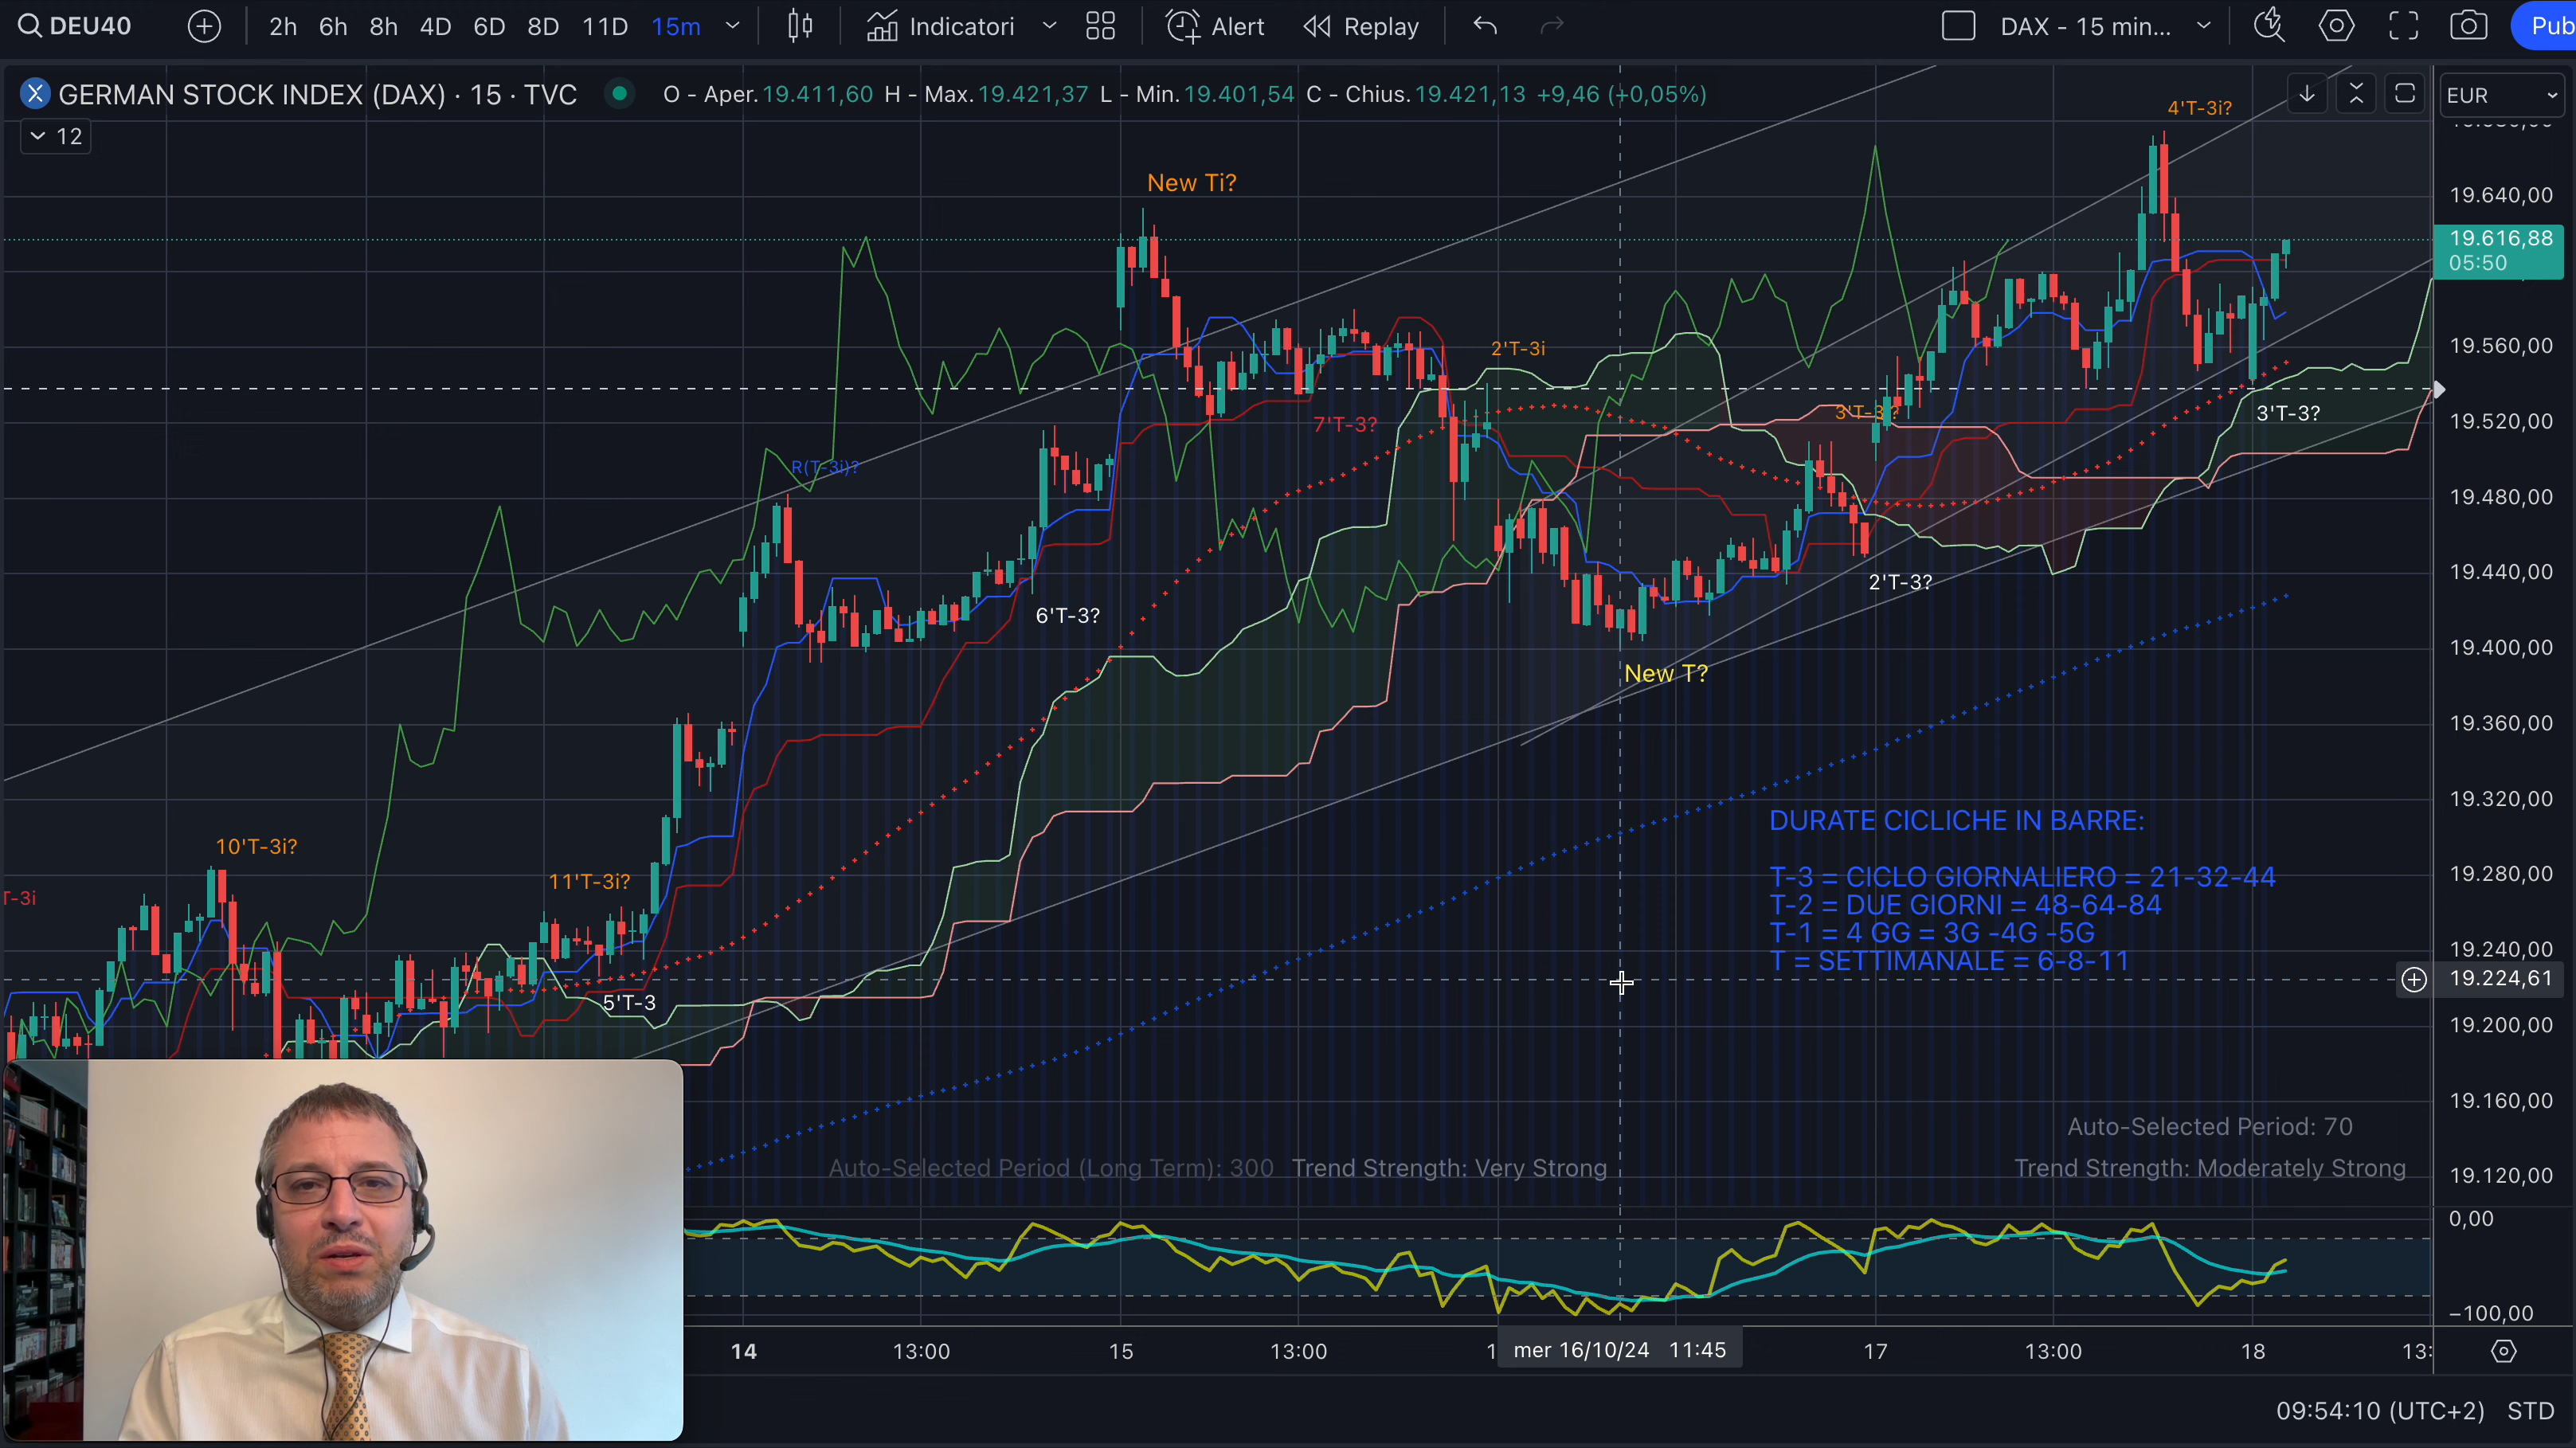 DEU40 2h 6h 8h 4D 6D 8D 11D 15m Indicatori Alert Replay DAX - 15 min... Pub
GERMAN STOCK INDEX (DAX) · 15 · TVC O - Aper.19.411,60 H - Max.19.421,37 L - Min.19.401,54 C - Chius.19.421,13 +9,46 (+0,05%) EUR
4'T-3i?
12
New Ti?
19.640,00
19.616,88
05:50
2'T-3i
19.560,00
3'T-3i?
3'T-3?
7'T-3?
19.520,00
R(T-3i)?
19.480,00
19.440,00
2'T-3?
6'T-3?
19.400,00
New T?
19.360,00
19.320,00
DURATE CICLICHE IN BARRE:
10'T-3i?
11'T-3i?
19.280,00
T-3 = CICLO GIORNALIERO = 21-32-44
T-3i
T-2 = DUE GIORNI = 48-64-84
T-1 = 4 GG = 3G -4G -5G
19.240,00
T = SETTIMANALE = 6-8-11
19.224,61
5'T-3
19.200,00
19.160,00
Auto-Selected Period: 70
Auto-Selected Period (Long Term): 300 Trend Strength: Very Strong
Trend Strength: Moderately Strong
19.120,00
0,00
−100,00
14 13:00 15 13:00 mer 16/10/24 11:45 17 13:00 18 13:
09:54:10 (UTC+2) STD